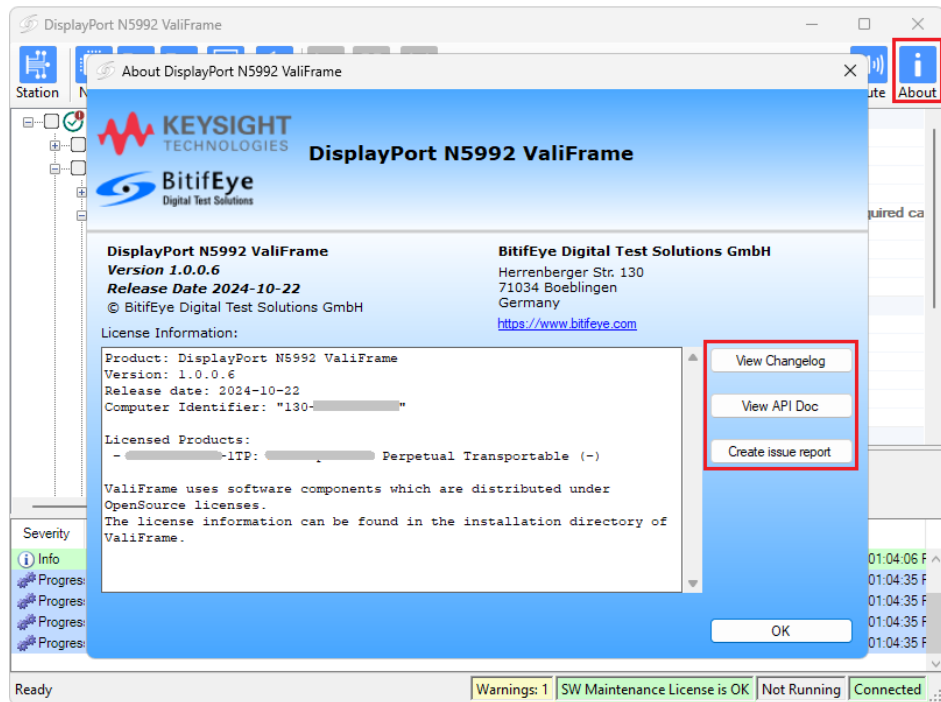 DisplayPort N5992 ValiFrame
Station
About
About DisplayPort N5992 ValiFrame
KEYSIGHT
TECHNOLOGIES
DisplayPort N5992 ValiFrame
BitifEye
Digital Test Solutions
DisplayPort N5992 ValiFrame
Version 1.0.0.6
Release Date 2024-10-22
© BitifEye Digital Test Solutions GmbH
BitifEye Digital Test Solutions GmbH
Herrenberger Str. 130
71034 Boeblingen
Germany
https://www.bitifeye.com
License Information:
Product: DisplayPort N5992 ValiFrame
Version: 1.0.0.6
Release date: 2024-10-22
Computer Identifier: "130- "
Licensed Products:
- -1TP: Perpetual Transportable (-)
ValiFrame uses software components which are distributed under
OpenSource licenses.
The license information can be found in the installation directory of
ValiFrame.
View Changelog
View API Doc
Create issue report
OK
quired ca
Severity
Info 01:04:06 P
Progres 01:04:35 P
Progres 01:04:35 P
Progres 01:04:35 P
Progres 01:04:35 P
Ready
Warnings: 1
SW Maintenance License is OK
Not Running
Connected